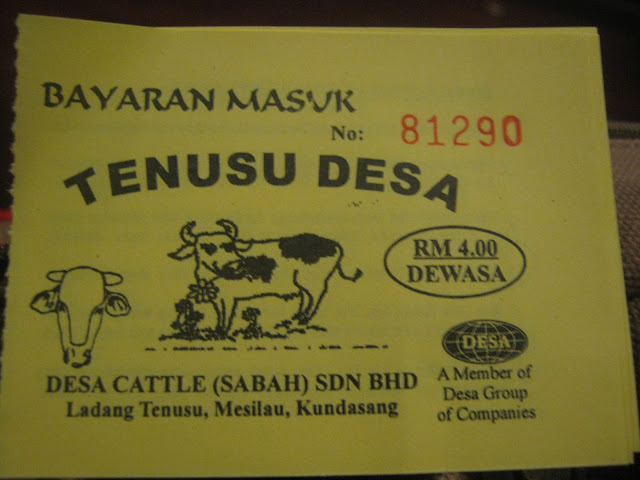 BAYARAN MASUK
No: 81290
TENUSU DESA
RM 4.00
DEWASA
DESA
DESA CATTLE (SABAH) SDN BHD
Ladang Tenusu, Mesilau, Kundasang
A Member of
Desa Group
of Companies